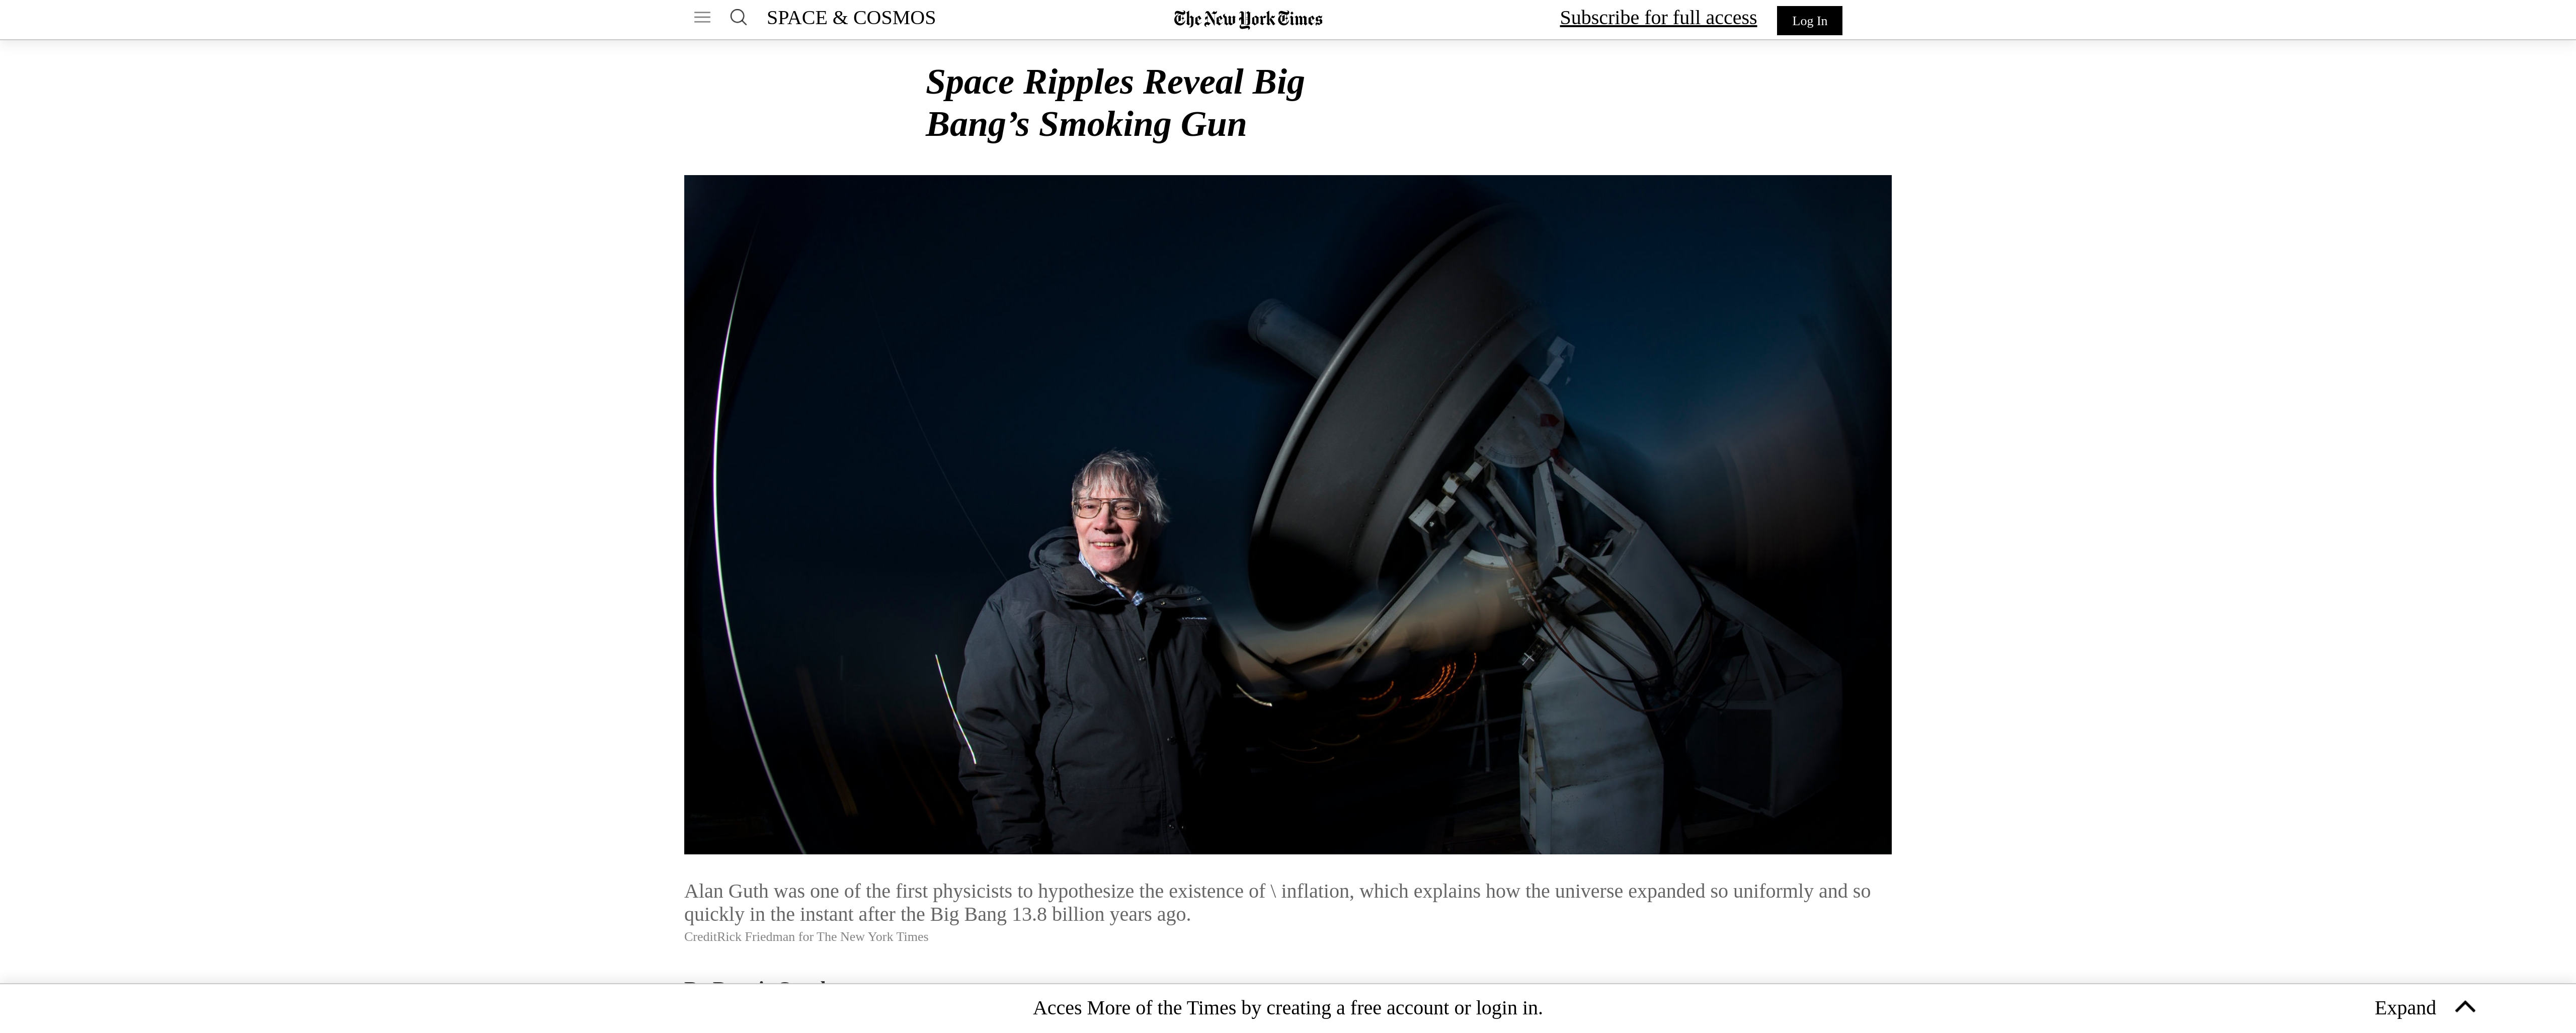 SPACE & COSMOS
The New York Times
Subscribe for full access
Log In
Space Ripples Reveal Big
Bang’s Smoking Gun
Alan Guth was one of the first physicists to hypothesize the existence of \ inflation, which explains how the universe expanded so uniformly and so
quickly in the instant after the Big Bang 13.8 billion years ago.
CreditRick Friedman for The New York Times
Acces More of the Times by creating a free account or login in.
Expand